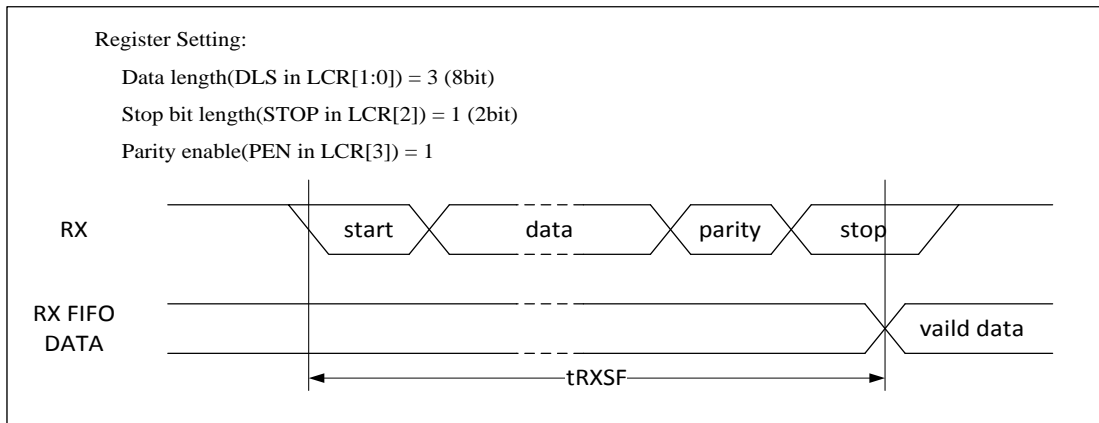 Register Setting:
Data length(DLS in LCR[1:0]) = 3 (8bit)
Stop bit length(STOP in LCR[2]) = 1 (2bit)
Parity enable(PEN in LCR[3]) = 1
RX
start
data
parity
stop
RX FIFO
DATA
vaild data
tRXSF